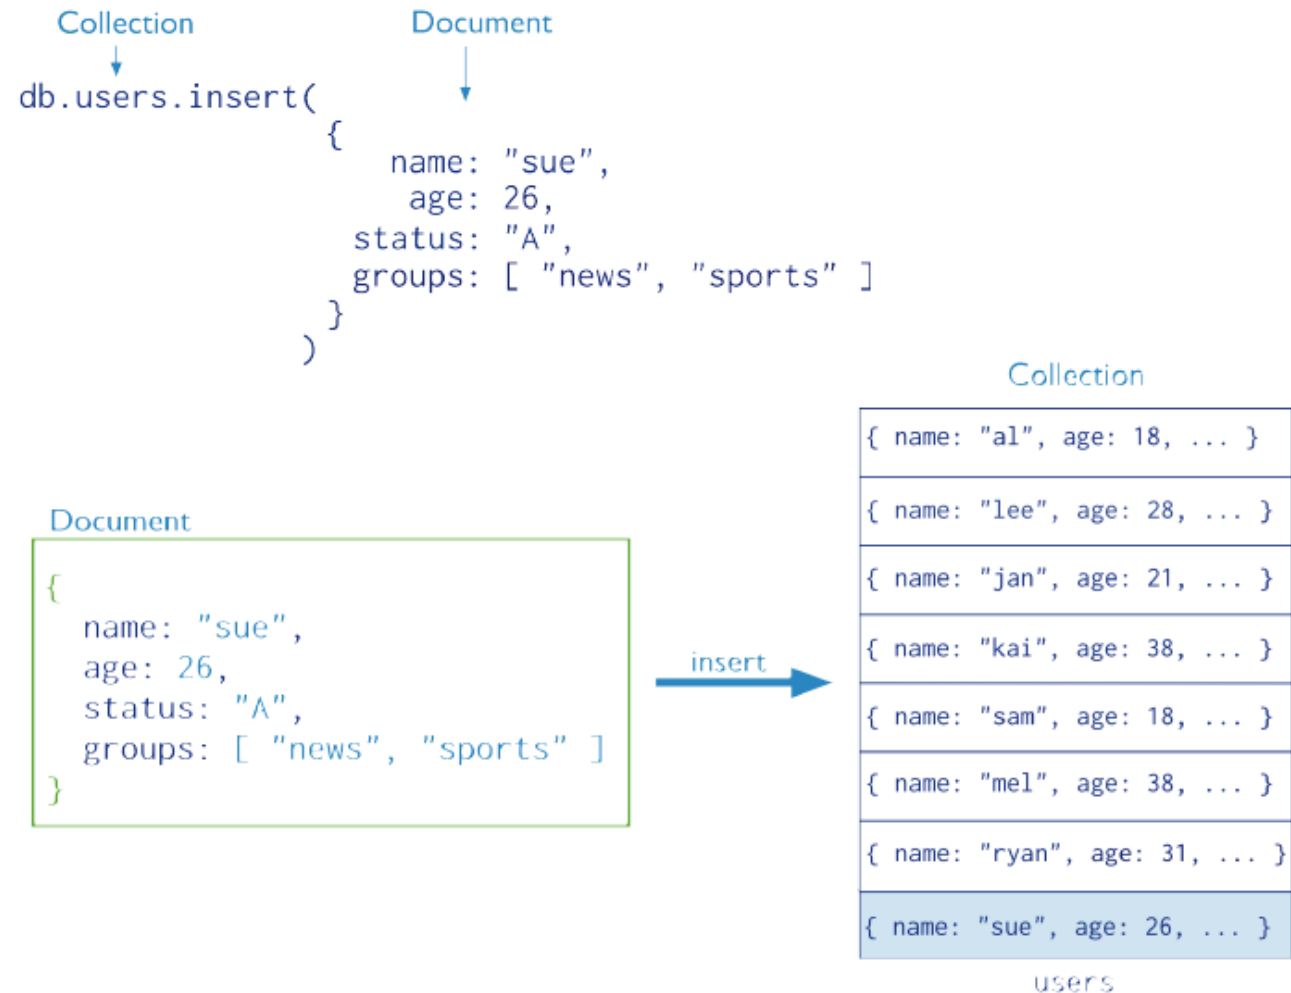 Collection Document
db.users.insert(
{
name: "sue",
age: 26,
status: "A",
groups: [ "news", "sports" ]
}
)
Document
{
name: "sue",
age: 26,
status: "A",
groups: [ "news", "sports" ]
}
insert
Collection
{ name: "al", age: 18, ... }
{ name: "lee", age: 28, ... }
{ name: "jan", age: 21, ... }
{ name: "kai", age: 38, ... }
{ name: "sam", age: 18, ... }
{ name: "mel", age: 38, ... }
{ name: "ryan", age: 31, ... }
{ name: "sue", age: 26, ... }
users